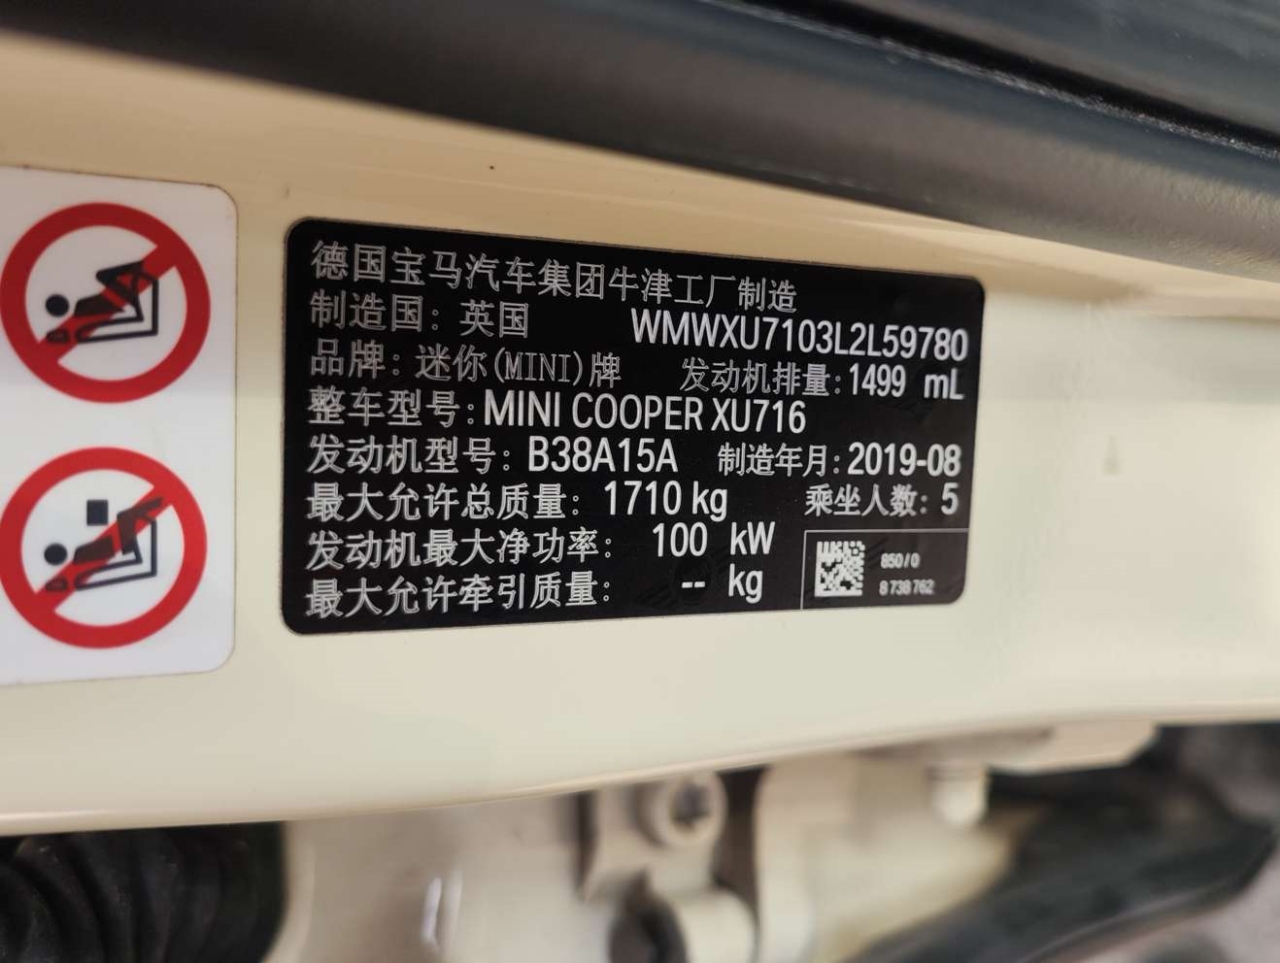 德国宝马汽车集团牛津工厂制造
制造国：英国 WMWXU7103L2L59780
品牌：迷你(MINI)牌 发动机排量：1499 mL
整车型号：MINI COOPER XU716
发动机型号：B38A15A 制造年月：2019-08
最大允许总质量：1710 kg 乘坐人数：5
发动机最大净功率：100 kW
最大允许牵引质量：-- kg
850/0
8 738 762